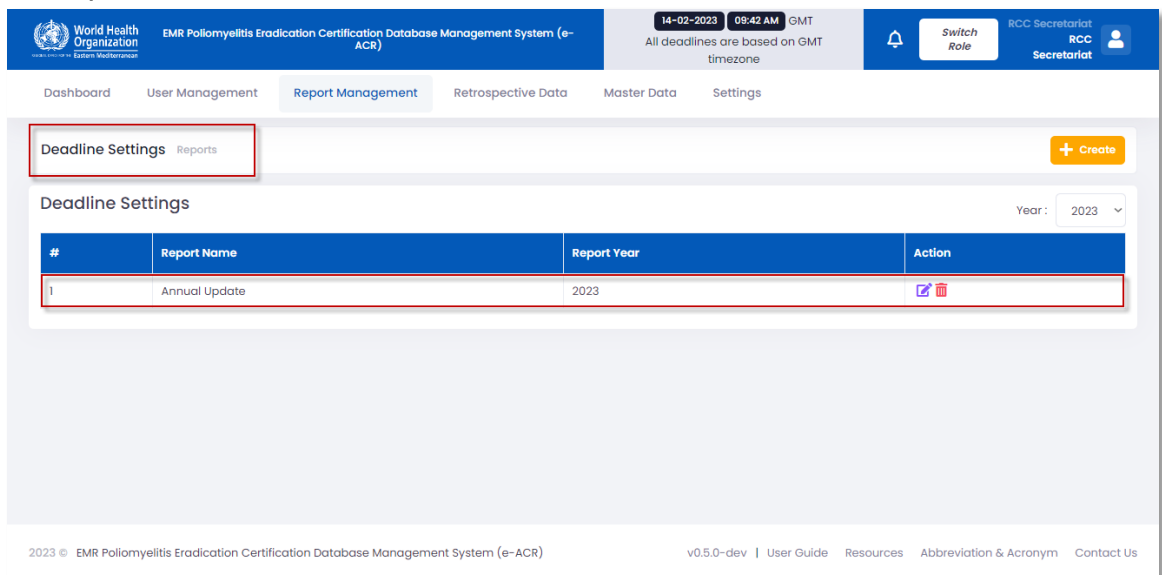 World Health
Organization
Eastern Mediterranean
EMR Poliomyelitis Eradication Certification Database Management System (e-
ACR)
14-02-2023 09:42 AM GMT
All deadlines are based on GMT
timezone
Switch
Role
RCC Secretariat
RCC
Secretariat
Dashboard User Management Report Management Retrospective Data Master Data Settings
Deadline Settings Reports
+ Create
Deadline Settings
Year : 2023
# Report Name Report Year Action
1 Annual Update 2023
2023 © EMR Poliomyelitis Eradication Certification Database Management System (e-ACR) v0.5.0-dev | User Guide Resources Abbreviation & Acronym Contact Us